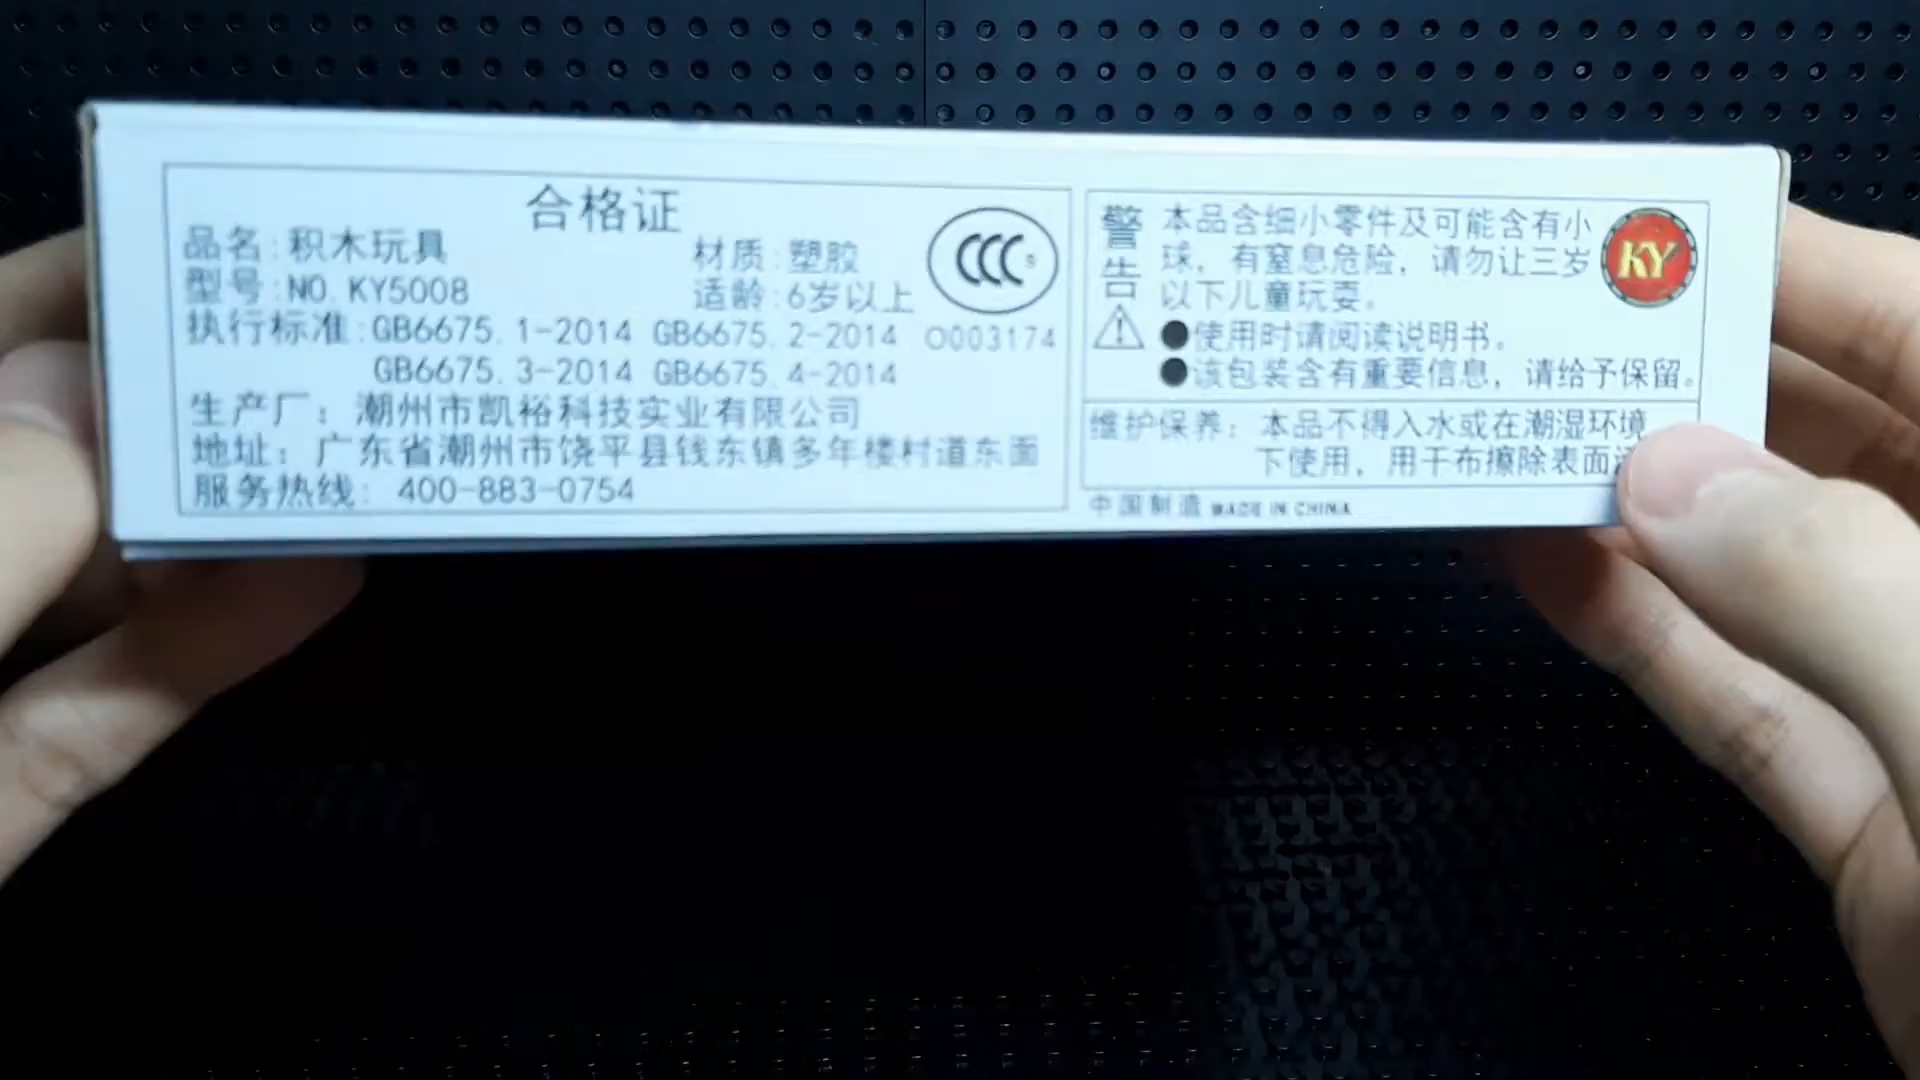 合格证
品名:积木玩具
材质:塑胶
型号:NO. KY5008
适龄:6岁以上
CCC S
执行标准:GB6675. 1-2014 GB6675. 2-2014
O003174
GB6675. 3-2014 GB6675. 4-2014
生产厂：潮州市凯裕科技实业有限公司
地址：广东省潮州市饶平县钱东镇多年楼村道东面
服务热线：400-883-0754
警告
本品含细小零件及可能含有小
球，有窒息危险，请勿让三岁
以下儿童玩耍。
KY
●使用时请阅读说明书。
●该包装含有重要信息，请给予保留。
维护保养：本品不得入水或在潮湿环境
下使用，用干布擦除表面
中国制造 MADE IN CHINA